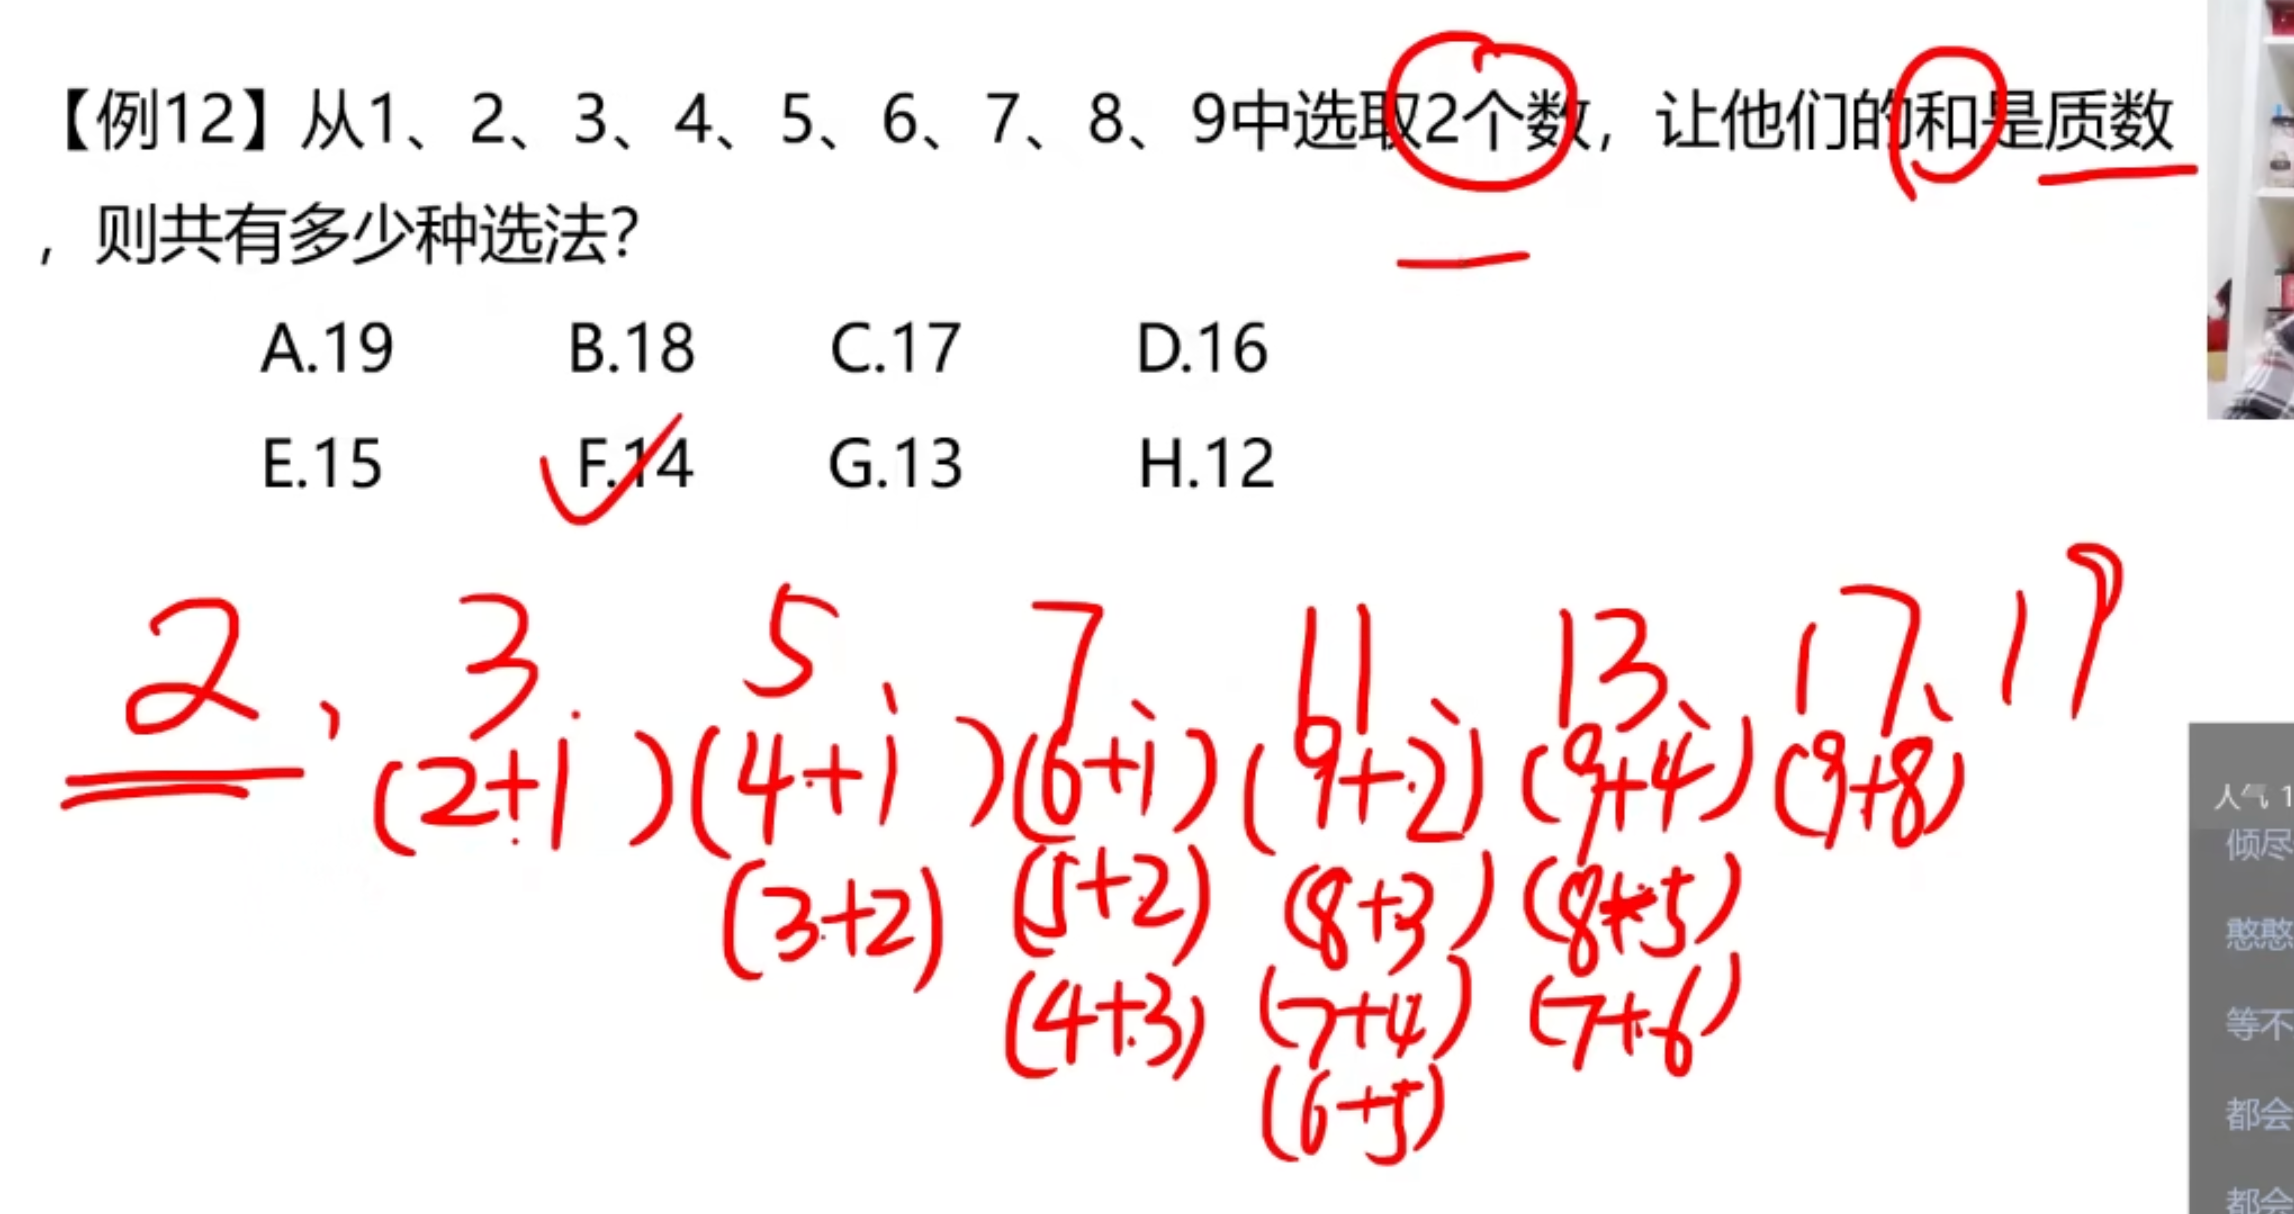 【例12】从1、2、3、4、5、6、7、8、9中选取2个数，让他们的和是质数
，则共有多少种选法？
A.19 B.18 C.17 D.16
E.15 F.14 G.13 H.12
2、3 5、7、11、13、17、19
(2+1)(4+1)(6+1)(9+2)(9+4)(9+8)
(3+2)(5+2)(8+3)(8+5)
(4+3)(7+4)(7+6)
(6+5)
人气 1
倾尽
憨憨
等不
都会
都会